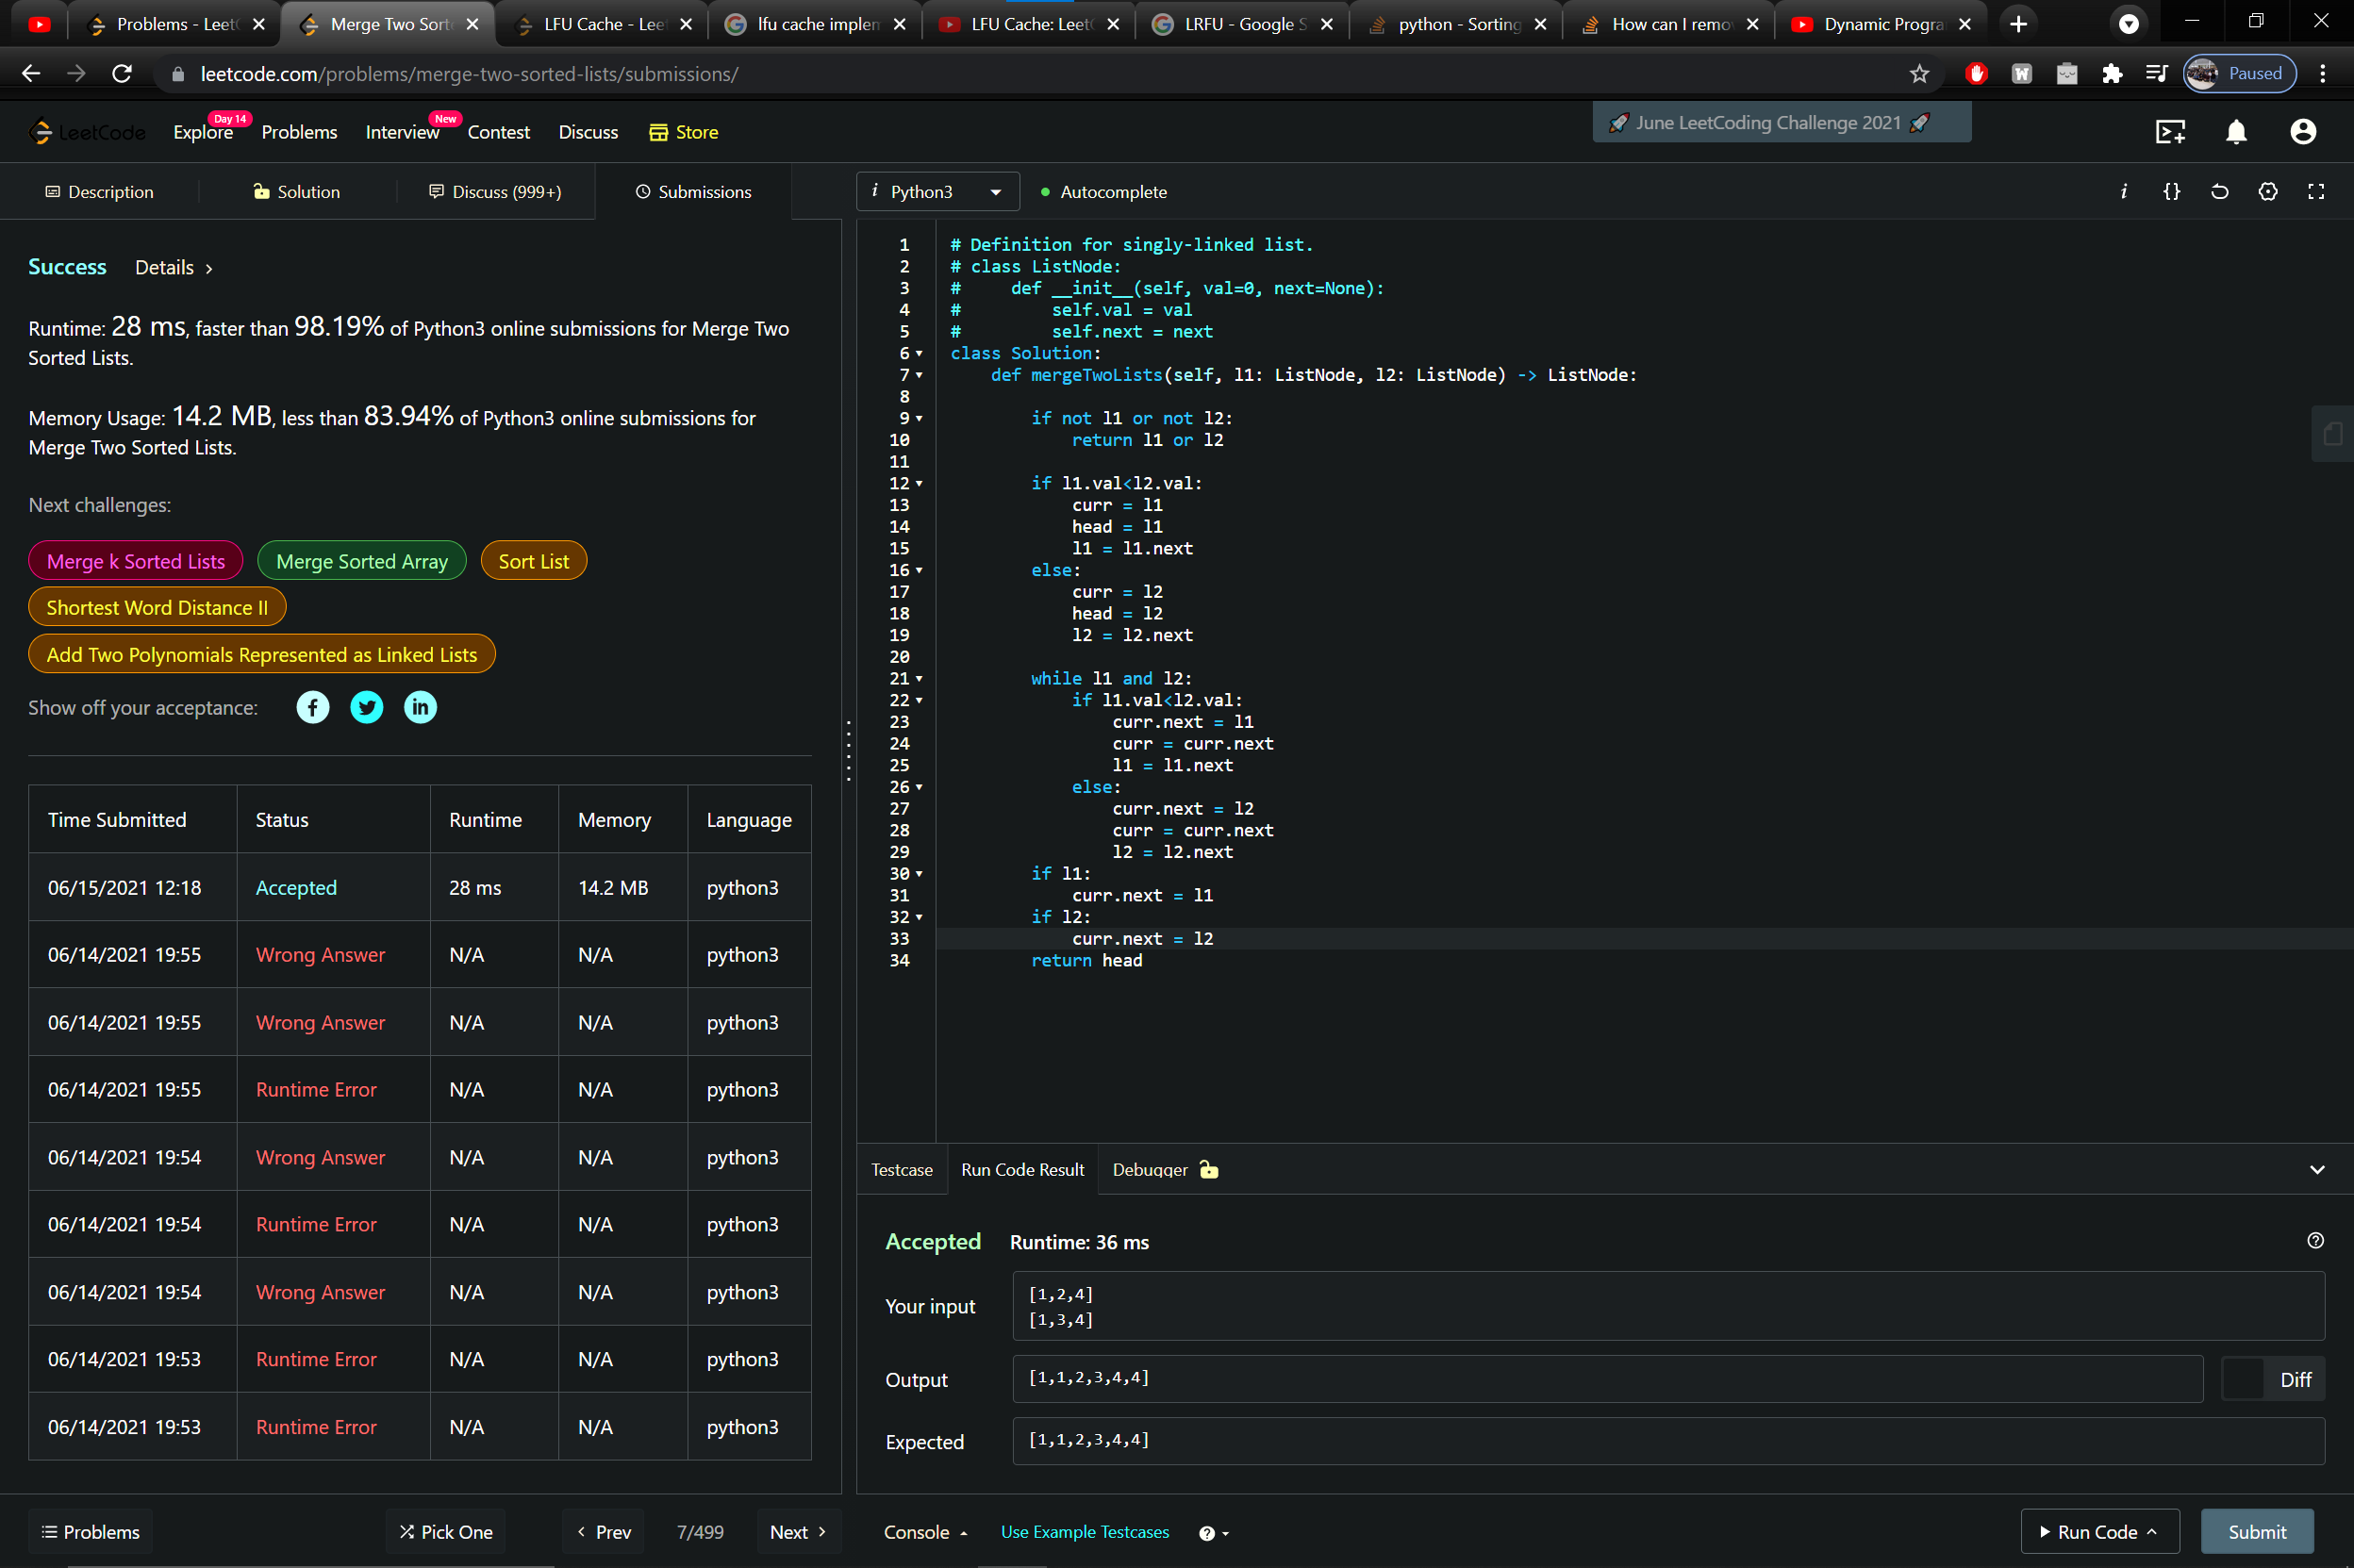 Problems - Leet
Merge Two Sort
LFU Cache - Lee
lfu cache implen
LFU Cache: Leet
LRFU - Google S
python - Sorting
How can I remo
Dynamic Progra
leetcode.com/problems/merge-two-sorted-lists/submissions/
Paused
LeetCode
Explore
Day 14
Problems
Interview
New
Contest
Discuss
Store
🚀 June LeetCoding Challenge 2021 🚀
Description
Solution
Discuss (999+)
Submissions
i Python3
Autocomplete
i {}
Success Details >
Runtime: 28 ms, faster than 98.19% of Python3 online submissions for Merge Two
Sorted Lists.
Memory Usage: 14.2 MB, less than 83.94% of Python3 online submissions for
Merge Two Sorted Lists.
Next challenges:
Merge k Sorted Lists
Merge Sorted Array
Sort List
Shortest Word Distance II
Add Two Polynomials Represented as Linked Lists
Show off your acceptance:
Time Submitted Status Runtime Memory Language
06/15/2021 12:18 Accepted 28 ms 14.2 MB python3
06/14/2021 19:55 Wrong Answer N/A N/A python3
06/14/2021 19:55 Wrong Answer N/A N/A python3
06/14/2021 19:55 Runtime Error N/A N/A python3
06/14/2021 19:54 Wrong Answer N/A N/A python3
06/14/2021 19:54 Runtime Error N/A N/A python3
06/14/2021 19:54 Wrong Answer N/A N/A python3
06/14/2021 19:53 Runtime Error N/A N/A python3
06/14/2021 19:53 Runtime Error N/A N/A python3
1 # Definition for singly-linked list.
2 # class ListNode:
3 #     def __init__(self, val=0, next=None):
4 #         self.val = val
5 #         self.next = next
6 class Solution:
7     def mergeTwoLists(self, l1: ListNode, l2: ListNode) -> ListNode:
8
9         if not l1 or not l2:
10             return l1 or l2
11
12         if l1.val<l2.val:
13             curr = l1
14             head = l1
15             l1 = l1.next
16         else:
17             curr = l2
18             head = l2
19             l2 = l2.next
20
21         while l1 and l2:
22             if l1.val<l2.val:
23                 curr.next = l1
24                 curr = curr.next
25                 l1 = l1.next
26             else:
27                 curr.next = l2
28                 curr = curr.next
29                 l2 = l2.next
30         if l1:
31             curr.next = l1
32         if l2:
33             curr.next = l2
34         return head
Testcase
Run Code Result
Debugger
Accepted Runtime: 36 ms
Your input
[1,2,4]
[1,3,4]
Output
[1,1,2,3,4,4]
Diff
Expected
[1,1,2,3,4,4]
Problems
Pick One
< Prev
7/499
Next >
Console
Use Example Testcases
Run Code
Submit